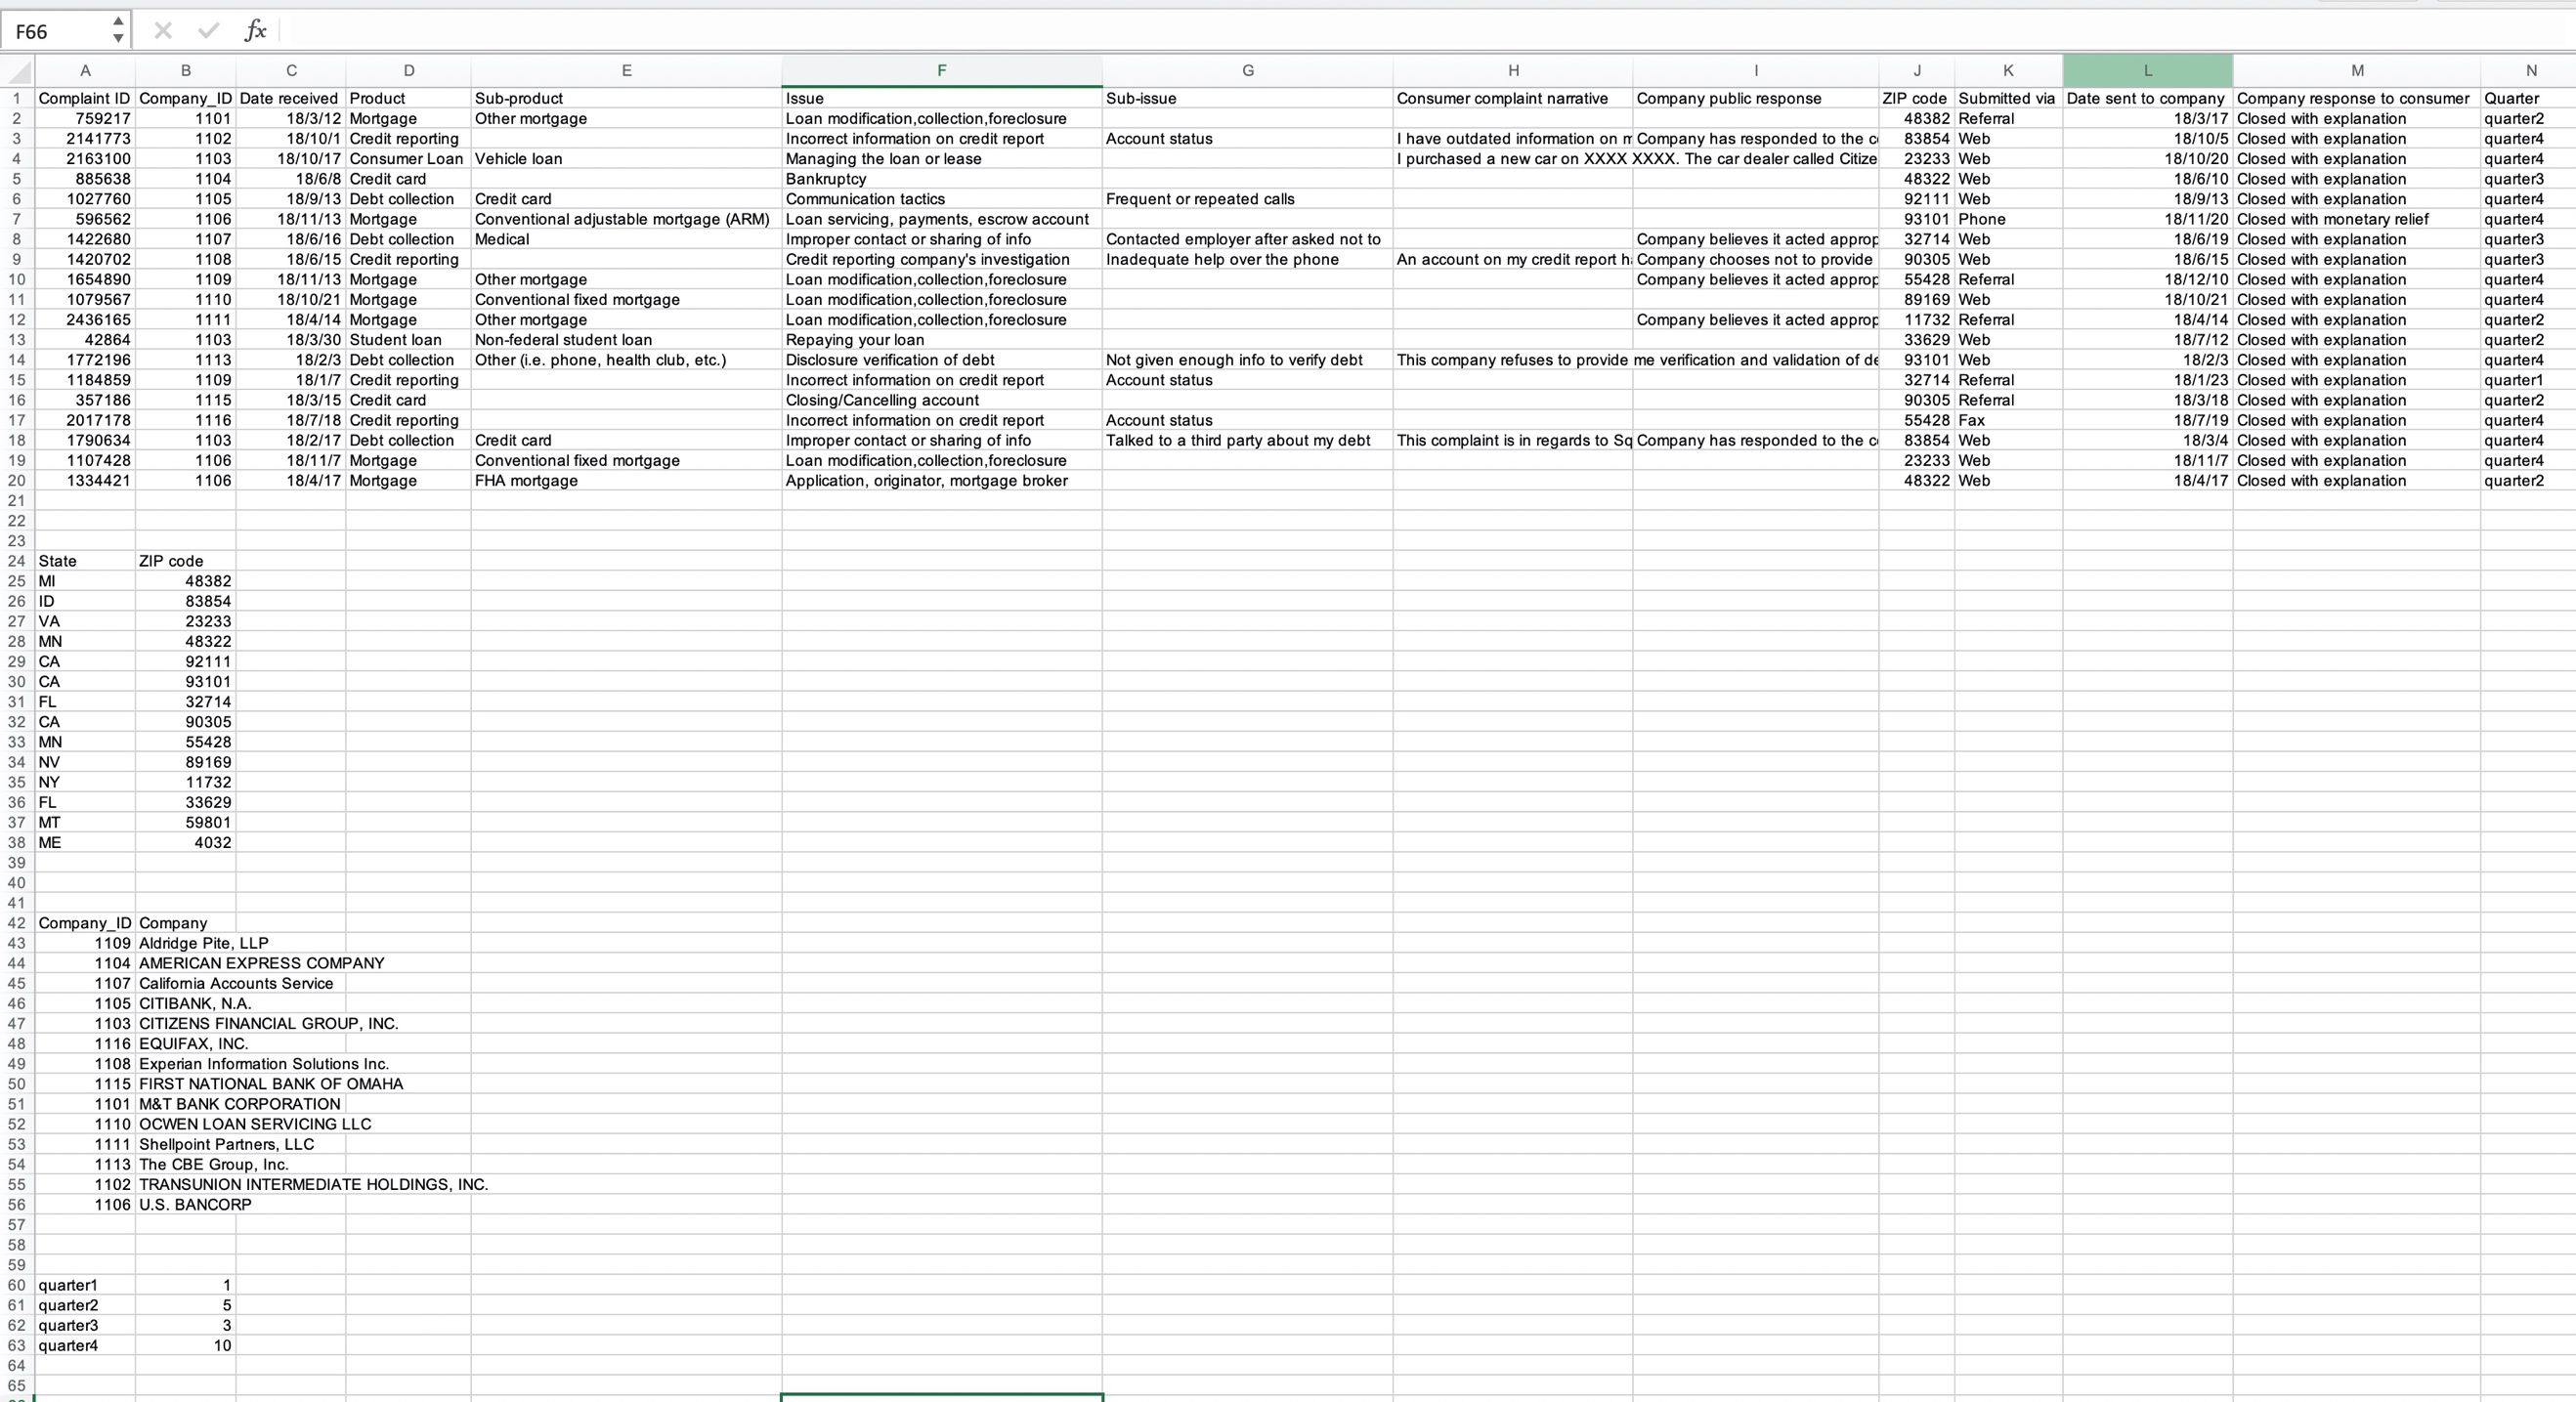 F66 fx
A B C D E F G H I J K L M N
1 Complaint ID Company_ID Date received Product Sub-product Issue Sub-issue Consumer complaint narrative Company public response ZIP code Submitted via Date sent to company Company response to consumer Quarter
2 759217 1101 18/3/12 Mortgage Other mortgage Loan modification,collection,foreclosure 48382 Referral 18/3/17 Closed with explanation quarter2
3 2141773 1102 18/10/1 Credit reporting Incorrect information on credit report Account status I have outdated information on m Company has responded to the c 83854 Web 18/10/5 Closed with explanation quarter4
4 2163100 1103 18/10/17 Consumer Loan Vehicle loan Managing the loan or lease I purchased a new car on XXXX XXXX. The car dealer called Citize 23233 Web 18/10/20 Closed with explanation quarter4
5 885638 1104 18/6/8 Credit card Bankruptcy 48322 Web 18/6/10 Closed with explanation quarter3
6 1027760 1105 18/9/13 Debt collection Credit card Communication tactics Frequent or repeated calls 92111 Web 18/9/13 Closed with explanation quarter4
7 596562 1106 18/11/13 Mortgage Conventional adjustable mortgage (ARM) Loan servicing, payments, escrow account 93101 Phone 18/11/20 Closed with monetary relief quarter4
8 1422680 1107 18/6/16 Debt collection Medical Improper contact or sharing of info Contacted employer after asked not to Company believes it acted approp 32714 Web 18/6/19 Closed with explanation quarter3
9 1420702 1108 18/6/15 Credit reporting Credit reporting company's investigation Inadequate help over the phone An account on my credit report ha Company chooses not to provide 90305 Web 18/6/15 Closed with explanation quarter3
10 1654890 1109 18/11/13 Mortgage Other mortgage Loan modification,collection,foreclosure Company believes it acted approp 55428 Referral 18/12/10 Closed with explanation quarter4
11 1079567 1110 18/10/21 Mortgage Conventional fixed mortgage Loan modification,collection,foreclosure 89169 Web 18/10/21 Closed with explanation quarter4
12 2436165 1111 18/4/14 Mortgage Other mortgage Loan modification,collection,foreclosure Company believes it acted approp 11732 Referral 18/4/14 Closed with explanation quarter2
13 42864 1103 18/3/30 Student loan Non-federal student loan Repaying your loan 33629 Web 18/7/12 Closed with explanation quarter2
14 1772196 1113 18/2/3 Debt collection Other (i.e. phone, health club, etc.) Disclosure verification of debt Not given enough info to verify debt This company refuses to provide me verification and validation of de 93101 Web 18/2/3 Closed with explanation quarter4
15 1184859 1109 18/1/7 Credit reporting Incorrect information on credit report Account status 32714 Referral 18/1/23 Closed with explanation quarter1
16 357186 1115 18/3/15 Credit card Closing/Cancelling account 90305 Referral 18/3/18 Closed with explanation quarter2
17 2017178 1116 18/7/18 Credit reporting Incorrect information on credit report Account status 55428 Fax 18/7/19 Closed with explanation quarter4
18 1790634 1103 18/2/17 Debt collection Credit card Improper contact or sharing of info Talked to a third party about my debt This complaint is in regards to Sq Company has responded to the c 83854 Web 18/3/4 Closed with explanation quarter4
19 1107428 1106 18/11/7 Mortgage Conventional fixed mortgage Loan modification,collection,foreclosure 23233 Web 18/11/7 Closed with explanation quarter4
20 1334421 1106 18/4/17 Mortgage FHA mortgage Application, originator, mortgage broker 48322 Web 18/4/17 Closed with explanation quarter2
21
22
23
24 State ZIP code
25 MI 48382
26 ID 83854
27 VA 23233
28 MN 48322
29 CA 92111
30 CA 93101
31 FL 32714
32 CA 90305
33 MN 55428
34 NV 89169
35 NY 11732
36 FL 33629
37 MT 59801
38 ME 4032
39
40
41
42 Company_ID Company
43 1109 Aldridge Pite, LLP
44 1104 AMERICAN EXPRESS COMPANY
45 1107 California Accounts Service
46 1105 CITIBANK, N.A.
47 1103 CITIZENS FINANCIAL GROUP, INC.
48 1116 EQUIFAX, INC.
49 1108 Experian Information Solutions Inc.
50 1115 FIRST NATIONAL BANK OF OMAHA
51 1101 M&T BANK CORPORATION
52 1110 OCWEN LOAN SERVICING LLC
53 1111 Shellpoint Partners, LLC
54 1113 The CBE Group, Inc.
55 1102 TRANSUNION INTERMEDIATE HOLDINGS, INC.
56 1106 U.S. BANCORP
57
58
59
60 quarter1 1
61 quarter2 5
62 quarter3 3
63 quarter4 10
64
65